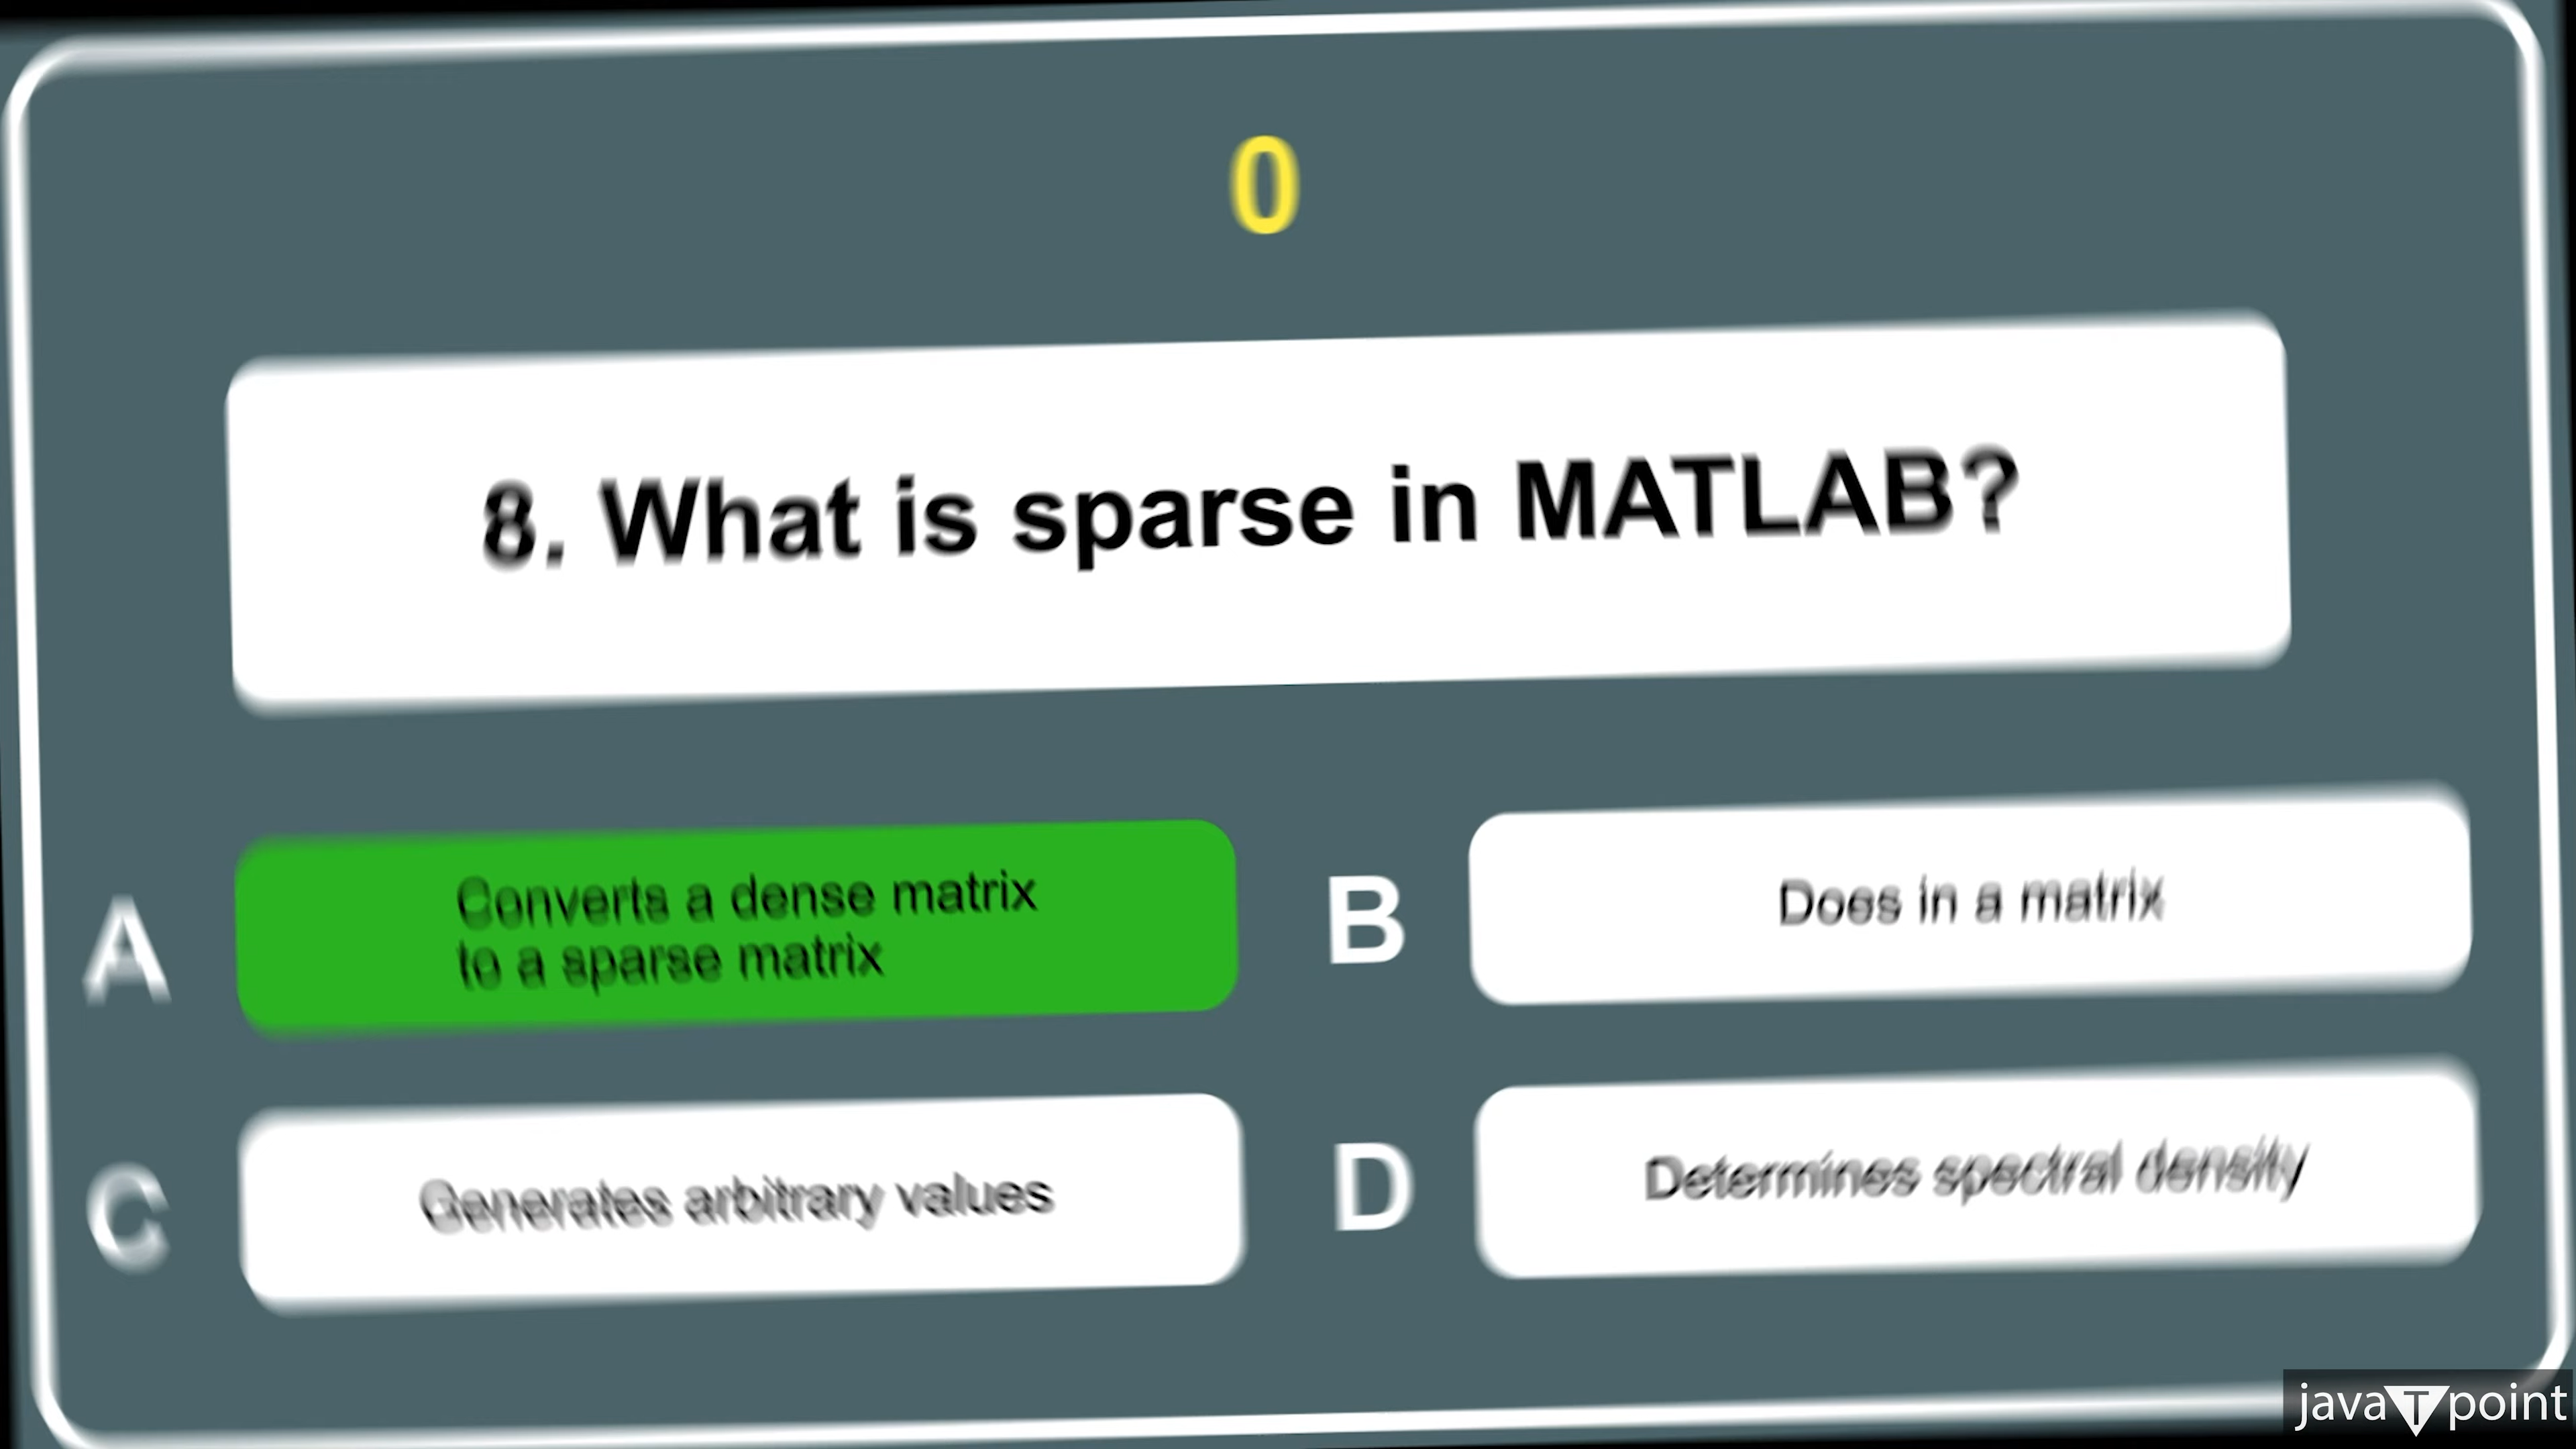 0
8. What is sparse in MATLAB?
A
Converts a dense matrix
to a sparse matrix
B
Does in a matrix
C
Generates arbitrary values
D
Determines spectral density
javaTpoint